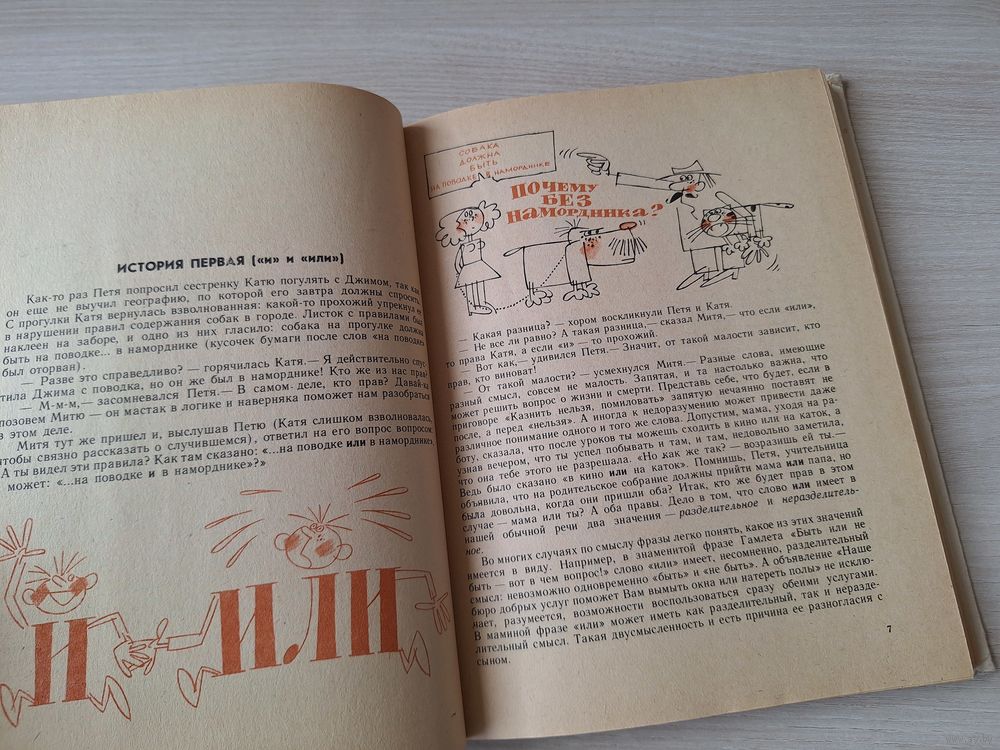 ИСТОРИЯ ПЕРВАЯ («И» И «ИЛИ»)
Как-то раз Петя попросил сестренку Катю погулять с Джимом, так как
он еще не выучил географию, по которой его завтра должны спросить.
С прогулки Катя вернулась взволнованная: какой-то прохожий упрекнул ее
в нарушении правил содержания собак в городе. Листок с правилами был
наклеен на заборе, и одно из них гласило: собака на прогулке должна
быть на поводке... в наморднике (кусочек бумаги после слов «на поводке»
был оторван).
— Разве это справедливо? — горячилась Катя.— Я действительно спус-
тила Джима с поводка, но он же был в наморднике! Кто же из нас прав?
— М-м-м,— засомневался Петя.— В самом деле, кто прав? Давай-ка
позовем Митю — он мастак в логике и наверняка поможет нам разобраться
в этом деле.
Митя тут же пришел и, выслушав Петю (Катя слишком взволновалась,
чтобы связно рассказать о случившемся), ответил на его вопрос вопросом:
А ты видел эти правила? Как там сказано: «...на поводке или в наморднике»,
может: «...на поводке и в наморднике»?»
И ИЛИ
СОБАКА
ДОЛЖНА
БЫТЬ
НА ПОВОДКЕ В НАМОРДНИКЕ
ПОЧЕМУ
БЕЗ
НАМОРДНИКА?
— Какая разница? — хором воскликнули Петя и Катя.
— Не все ли равно? А такая разница,— сказал Митя,— что если «или»,
то права Катя, а если «и» — то прохожий.
— Вот как,— удивился Петя.— Значит, от такой малости зависит, кто
прав, кто виноват!
— От такой малости? — усмехнулся Митя.— Разные слова, имеющие
разный смысл, совсем не малость. Запятая, и та настолько важна, что
может решить вопрос о жизни и смерти. Представь себе, что будет, если в
приговоре «Казнить нельзя, помиловать» запятую нечаянно поставят не
после, а перед «нельзя». А иногда к недоразумению может привести даже
различное понимание одного и того же слова. Допустим, мама, уходя на ра-
боту, сказала, что после уроков ты можешь сходить в кино или на каток, а
узнав вечером, что ты успел побывать и там, и там, недовольно заметила,
что она тебе этого не разрешала. «Но как же так? — возразишь ей ты.—
Ведь было сказано «в кино или на каток». Помнишь, Петя, учительница
объявила, что на родительское собрание должны прийти мама или папа, но
была довольна, когда они пришли оба? Итак, кто же будет прав в этом
случае — мама или ты? А оба правы. Дело в том, что слово или имеет в
нашей обычной речи два значения — разделительное и неразделитель-
ное.
Во многих случаях по смыслу фразы легко понять, какое из этих значений
имеется в виду. Например, в знаменитой фразе Гамлета «Быть или не
быть — вот в чем вопрос!» слово «или» имеет, несомненно, разделительный
смысл: невозможно одновременно «быть» и «не быть». А объявление «Наше
бюро добрых услуг поможет Вам вымыть окна или натереть полы» не исклю-
чает, разумеется, возможности воспользоваться сразу обеими услугами.
В маминой фразе «или» может иметь как разделительный, так и неразде-
лительный смысл. Такая двусмысленность и есть причина ее разногласия с
сыном.
7